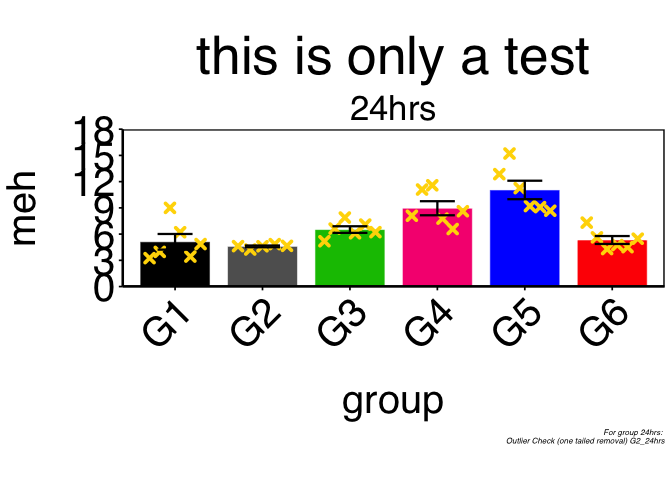 this is only a test
24hrs
meh
18
15
12
9
6
3
0
G1 G2 G3 G4 G5 G6
group
For group 24hrs:
Outlier Check (one tailed removal) G2_24hrs